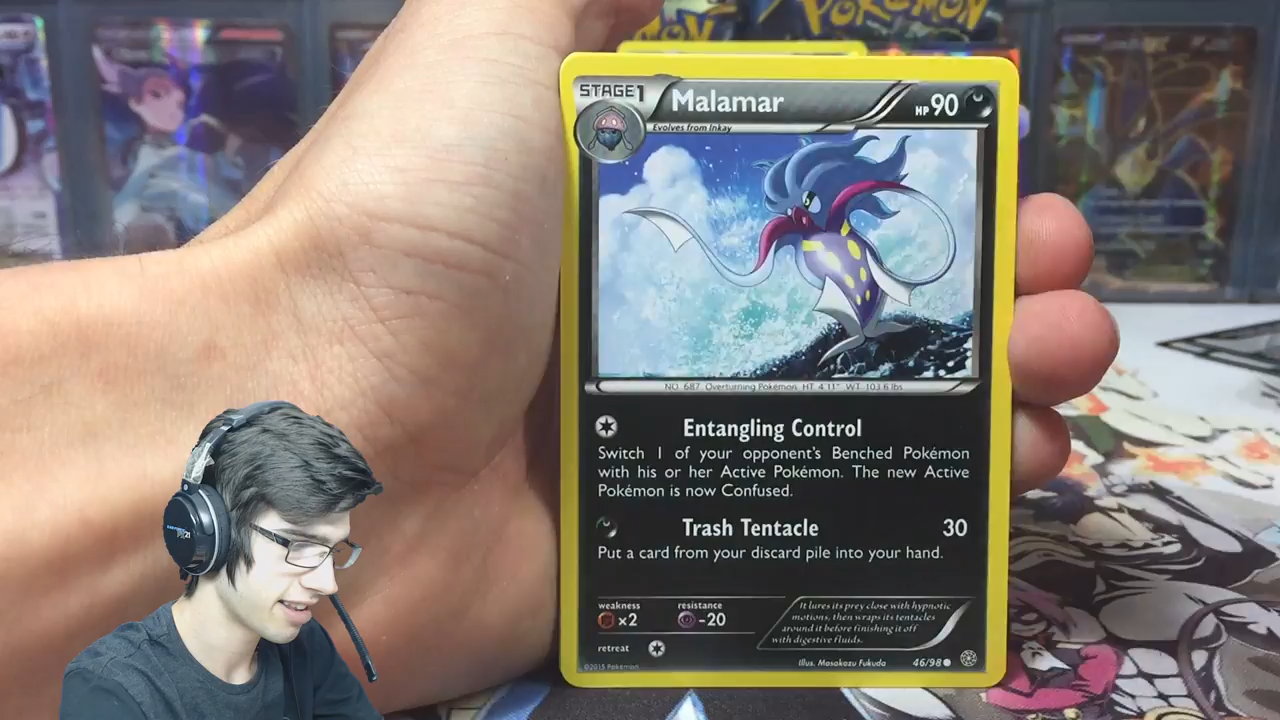 POKéMON
STAGE1
Malamar
HP 90
Evolves from Inkay
NO. 687 Overturning Pokémon HT 4'11" WT 103.6 lbs.
Entangling Control
Switch 1 of your opponent's Benched Pokémon
with his or her Active Pokémon. The new Active
Pokémon is now Confused.
Trash Tentacle 30
Put a card from your discard pile into your hand.
weakness resistance
×2 -20
retreat
It lures its prey close with hypnotic
motions, then wraps its tentacles
around it before finishing it off
with digestive fluids.
©2015 Pokémon
Illus. Masakazu Fukuda
46/98